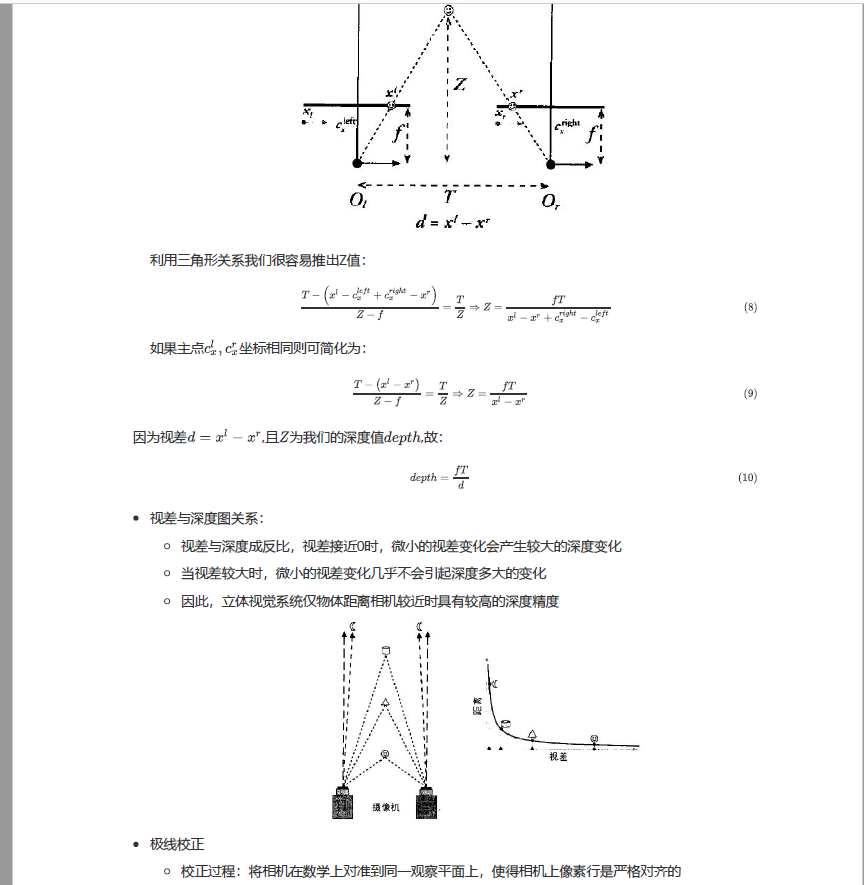 Z
x^l x^r
x_l c_x^left f x_r c_x^right f
O_l T O_r
d = x^l − x^r
利用三角形关系我们很容易推出Z值：
\frac{T-(x^l-c_x^{left}+c_x^{right}-x^r)}{Z-f} = \frac{T}{Z} ⇒ Z = \frac{fT}{x^l-x^r+c_x^{right}-c_x^{left}} (8)
如果主点c_x^l, c_x^r坐标相同则可简化为：
\frac{T-(x^l-x^r)}{Z-f} = \frac{T}{Z} ⇒ Z = \frac{fT}{x^l-x^r} (9)
因为视差d = x^l − x^r,且Z为我们的深度值depth,故：
depth = \frac{fT}{d} (10)
• 视差与深度图关系：
◦ 视差与深度成反比，视差接近0时，微小的视差变化会产生较大的深度变化
◦ 当视差较大时，微小的视差变化几乎不会引起深度多大的变化
◦ 因此，立体视觉系统仅物体距离相机较近时具有较高的深度精度
距离
视差
摄像机
• 极线校正
◦ 校正过程：将相机在数学上对准到同一观察平面上，使得相机上像素行是严格对齐的